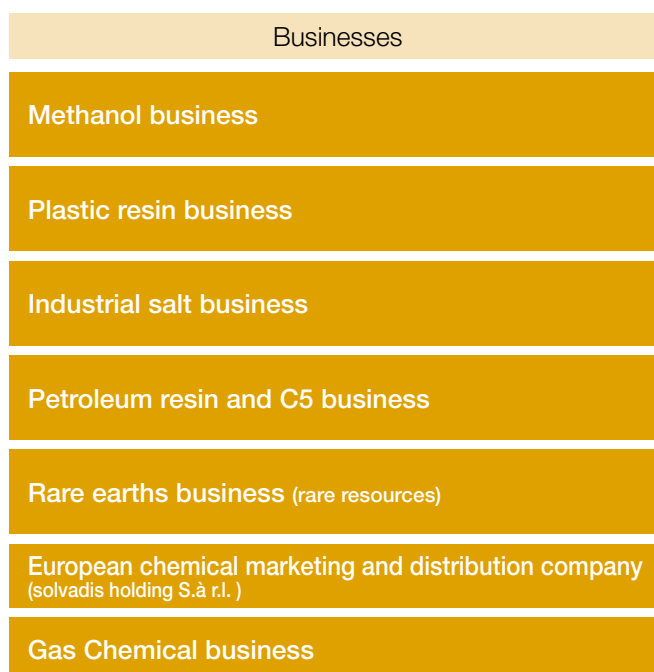 Businesses
Methanol business
Plastic resin business
Industrial salt business
Petroleum resin and C5 business
Rare earths business (rare resources)
European chemical marketing and distribution company
(solvadis holding S.à r.l. )
Gas Chemical business